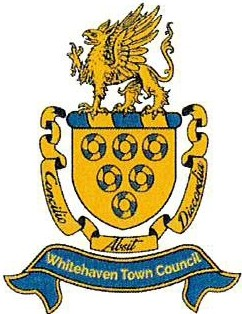 Concilio
Absit
Discordia
Whitehaven Town Council